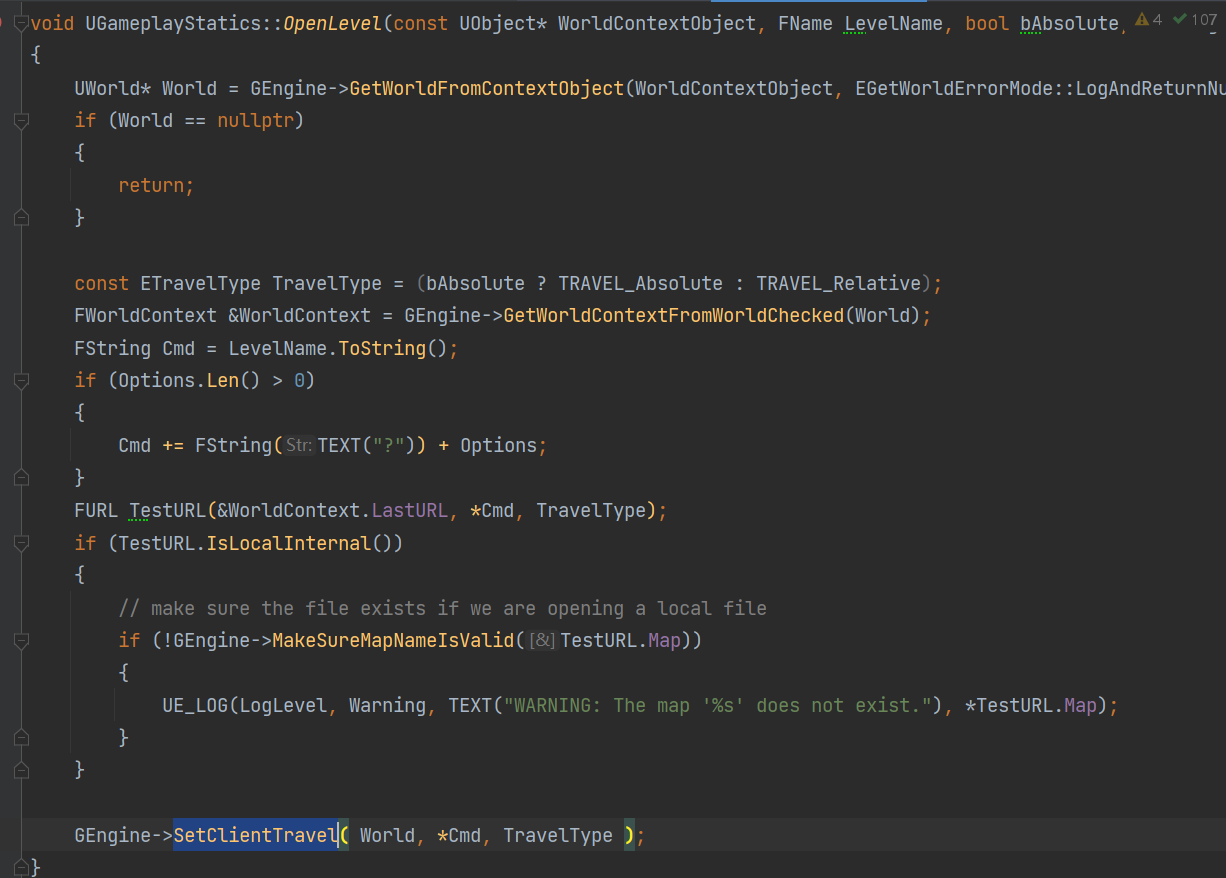 void UGameplayStatics::OpenLevel(const UObject* WorldContextObject, FName LevelName, bool bAbsolute, 4 107
{
UWorld* World = GEngine->GetWorldFromContextObject(WorldContextObject, EGetWorldErrorMode::LogAndReturnNu
if (World == nullptr)
{
return;
}
const ETravelType TravelType = (bAbsolute ? TRAVEL_Absolute : TRAVEL_Relative);
FWorldContext &WorldContext = GEngine->GetWorldContextFromWorldChecked(World);
FString Cmd = LevelName.ToString();
if (Options.Len() > 0)
{
Cmd += FString( Str: TEXT("?")) + Options;
}
FURL TestURL(&WorldContext.LastURL, *Cmd, TravelType);
if (TestURL.IsLocalInternal())
{
// make sure the file exists if we are opening a local file
if (!GEngine->MakeSureMapNameIsValid( [&] TestURL.Map))
{
UE_LOG(LogLevel, Warning, TEXT("WARNING: The map '%s' does not exist."), *TestURL.Map);
}
}
GEngine->SetClientTravel( World, *Cmd, TravelType );
}